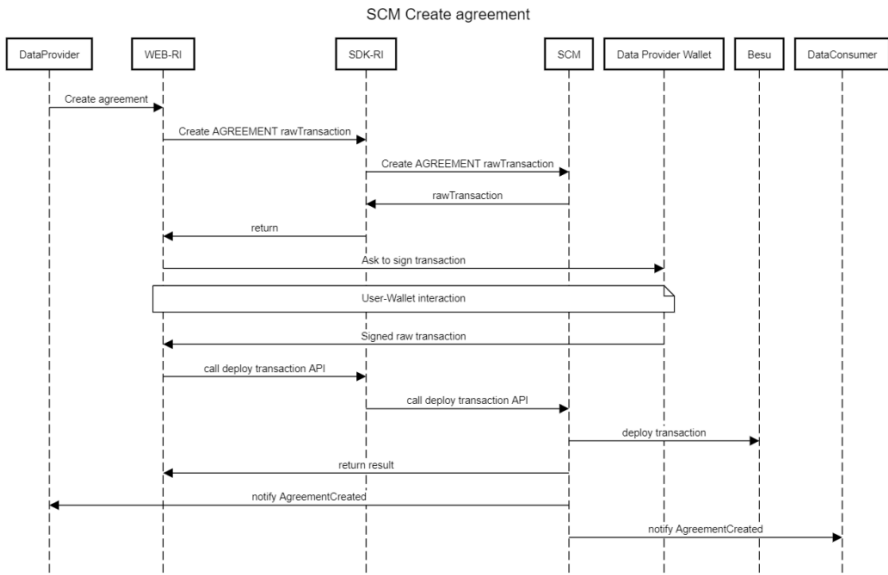 SCM Create agreement
DataProvider
WEB-RI
SDK-RI
SCM
Data Provider Wallet
Besu
DataConsumer
Create agreement
Create AGREEMENT rawTransaction
Create AGREEMENT rawTransaction
rawTransaction
return
Ask to sign transaction
User-Wallet interaction
Signed raw transaction
call deploy transaction API
call deploy transaction API
deploy transaction
return result
notify AgreementCreated
notify AgreementCreated